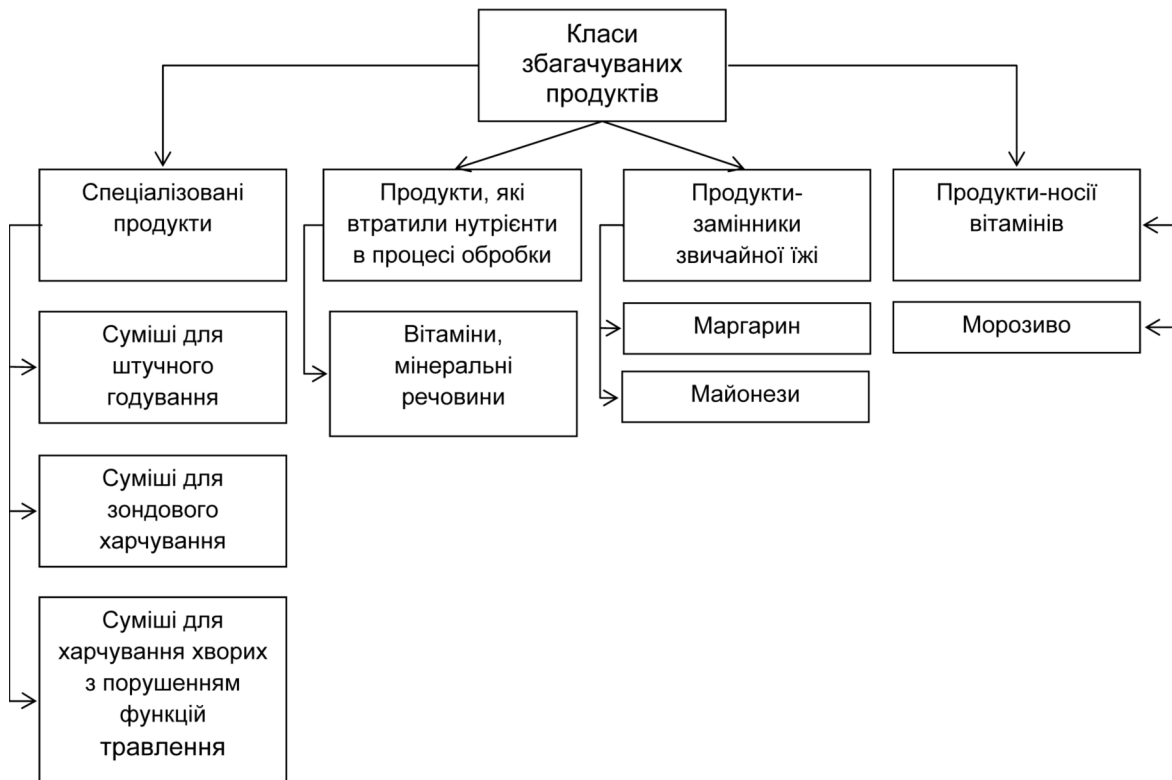 Класи
збагачуваних
продуктів
Спеціалізовані
продукти
Продукти, які
втратили нутрієнти
в процесі обробки
Продукти-
замінники
звичайної їжі
Продукти-носії
вітамінів
Суміші для
штучного
годування
Вітаміни,
мінеральні
речовини
Маргарин
Майонези
Морозиво
Суміші для
зондового
харчування
Суміші для
харчування хворих
з порушенням
функцій
травлення